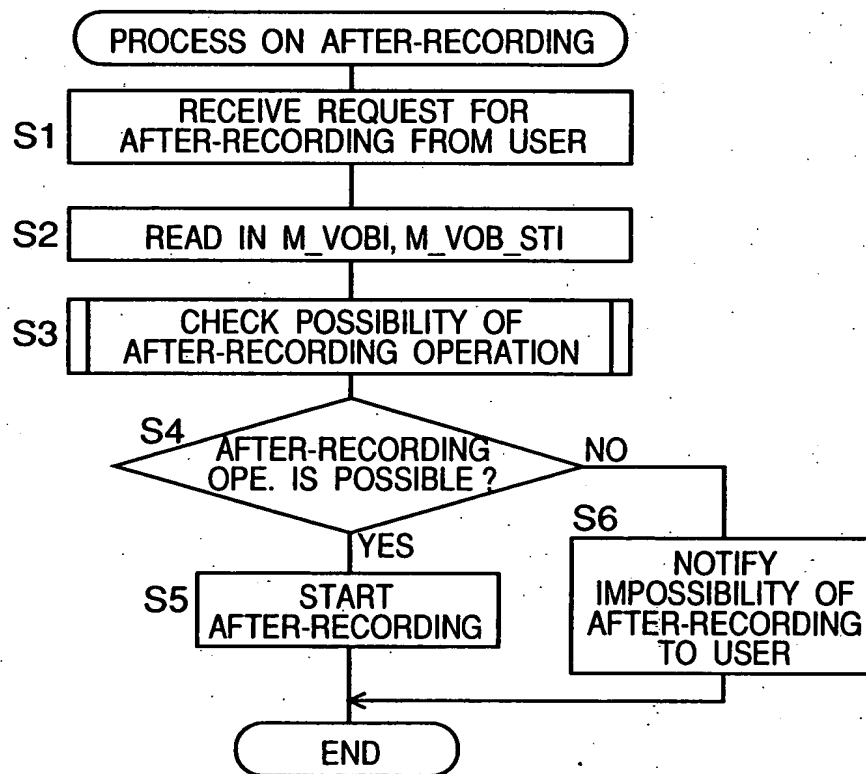 PROCESS ON AFTER-RECORDING
S1
RECEIVE REQUEST FOR
AFTER-RECORDING FROM USER
S2
READ IN M_VOBI, M_VOB_STI
S3
CHECK POSSIBILITY OF
AFTER-RECORDING OPERATION
S4
AFTER-RECORDING
OPE. IS POSSIBLE ?
NO
YES
S5
START
AFTER-RECORDING
S6
NOTIFY
IMPOSSIBILITY OF
AFTER-RECORDING
TO USER
END